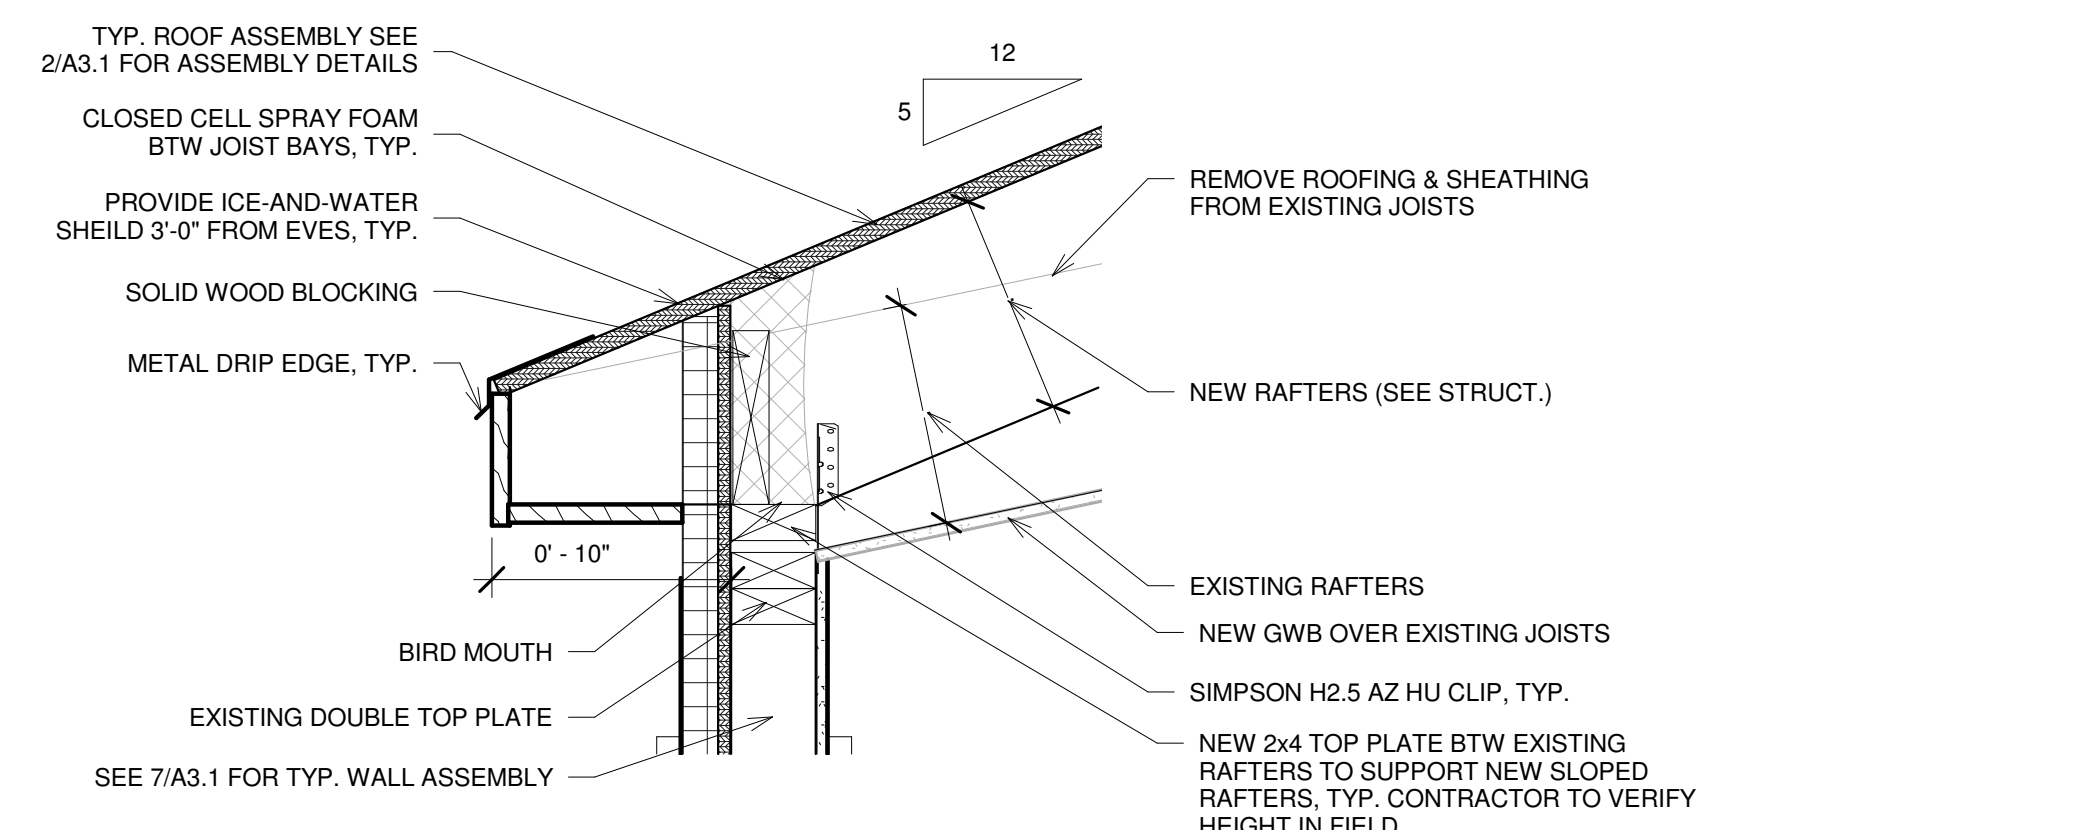 TYP. ROOF ASSEMBLY SEE
2/A3.1 FOR ASSEMBLY DETAILS
CLOSED CELL SPRAY FOAM
BTW JOIST BAYS, TYP.
PROVIDE ICE-AND-WATER
SHEILD 3'-0" FROM EVES, TYP.
SOLID WOOD BLOCKING
METAL DRIP EDGE, TYP.
0' - 10"
BIRD MOUTH
EXISTING DOUBLE TOP PLATE
SEE 7/A3.1 FOR TYP. WALL ASSEMBLY
12
5
REMOVE ROOFING & SHEATHING
FROM EXISTING JOISTS
NEW RAFTERS (SEE STRUCT.)
EXISTING RAFTERS
NEW GWB OVER EXISTING JOISTS
SIMPSON H2.5 AZ HU CLIP, TYP.
NEW 2x4 TOP PLATE BTW EXISTING
RAFTERS TO SUPPORT NEW SLOPED
RAFTERS, TYP. CONTRACTOR TO VERIFY
HEIGHT IN FIELD